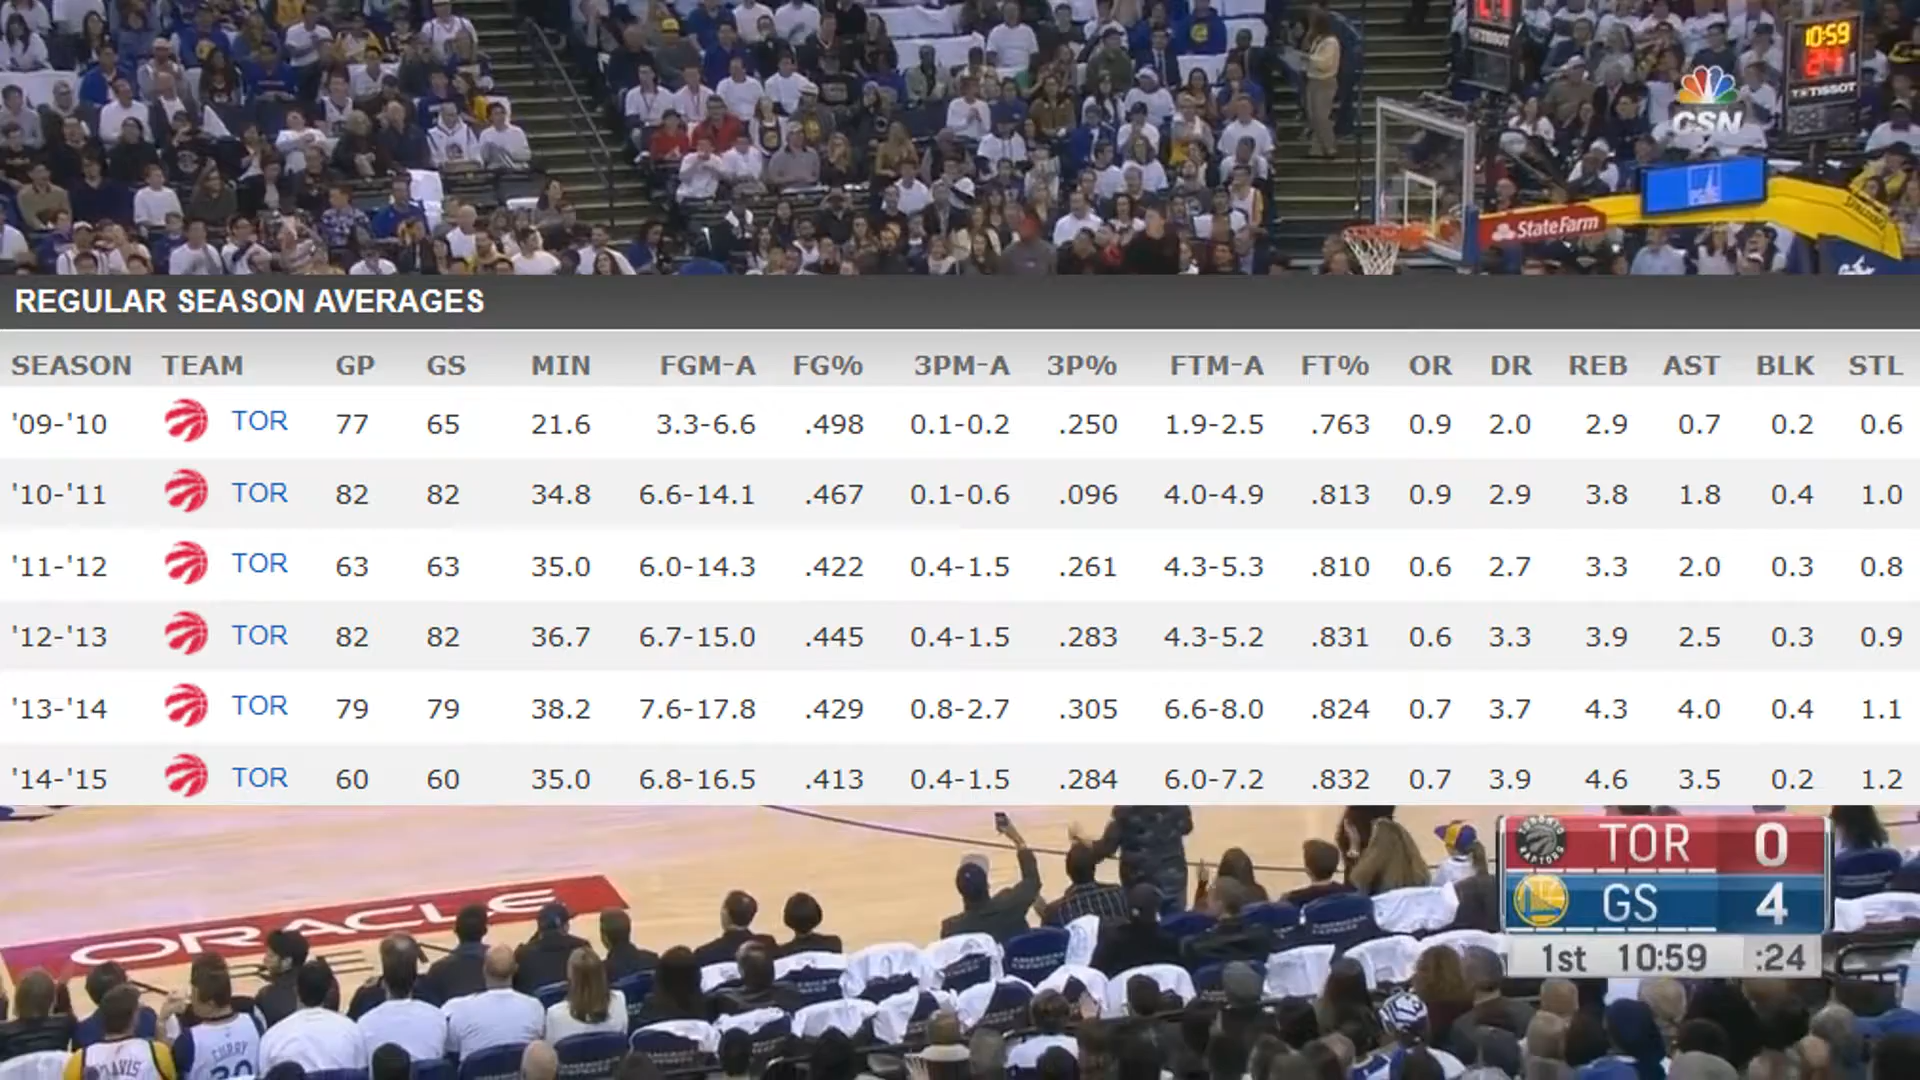 10:59
24
TISSOT
TISSOT
CSN
StateFarm
REGULAR SEASON AVERAGES
SEASON TEAM GP GS MIN FGM-A FG% 3PM-A 3P% FTM-A FT% OR DR REB AST BLK STL
'09-'10 TOR 77 65 21.6 3.3-6.6 .498 0.1-0.2 .250 1.9-2.5 .763 0.9 2.0 2.9 0.7 0.2 0.6
'10-'11 TOR 82 82 34.8 6.6-14.1 .467 0.1-0.6 .096 4.0-4.9 .813 0.9 2.9 3.8 1.8 0.4 1.0
'11-'12 TOR 63 63 35.0 6.0-14.3 .422 0.4-1.5 .261 4.3-5.3 .810 0.6 2.7 3.3 2.0 0.3 0.8
'12-'13 TOR 82 82 36.7 6.7-15.0 .445 0.4-1.5 .283 4.3-5.2 .831 0.6 3.3 3.9 2.5 0.3 0.9
'13-'14 TOR 79 79 38.2 7.6-17.8 .429 0.8-2.7 .305 6.6-8.0 .824 0.7 3.7 4.3 4.0 0.4 1.1
'14-'15 TOR 60 60 35.0 6.8-16.5 .413 0.4-1.5 .284 6.0-7.2 .832 0.7 3.9 4.6 3.5 0.2 1.2
ORACLE
TORONTO
RAPTORS
TOR 0
GS 4
1st 10:59 :24
CURRY
30